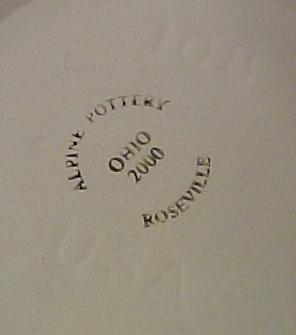 ALPINE POTTERY
OHIO
2000
ROSEVILLE